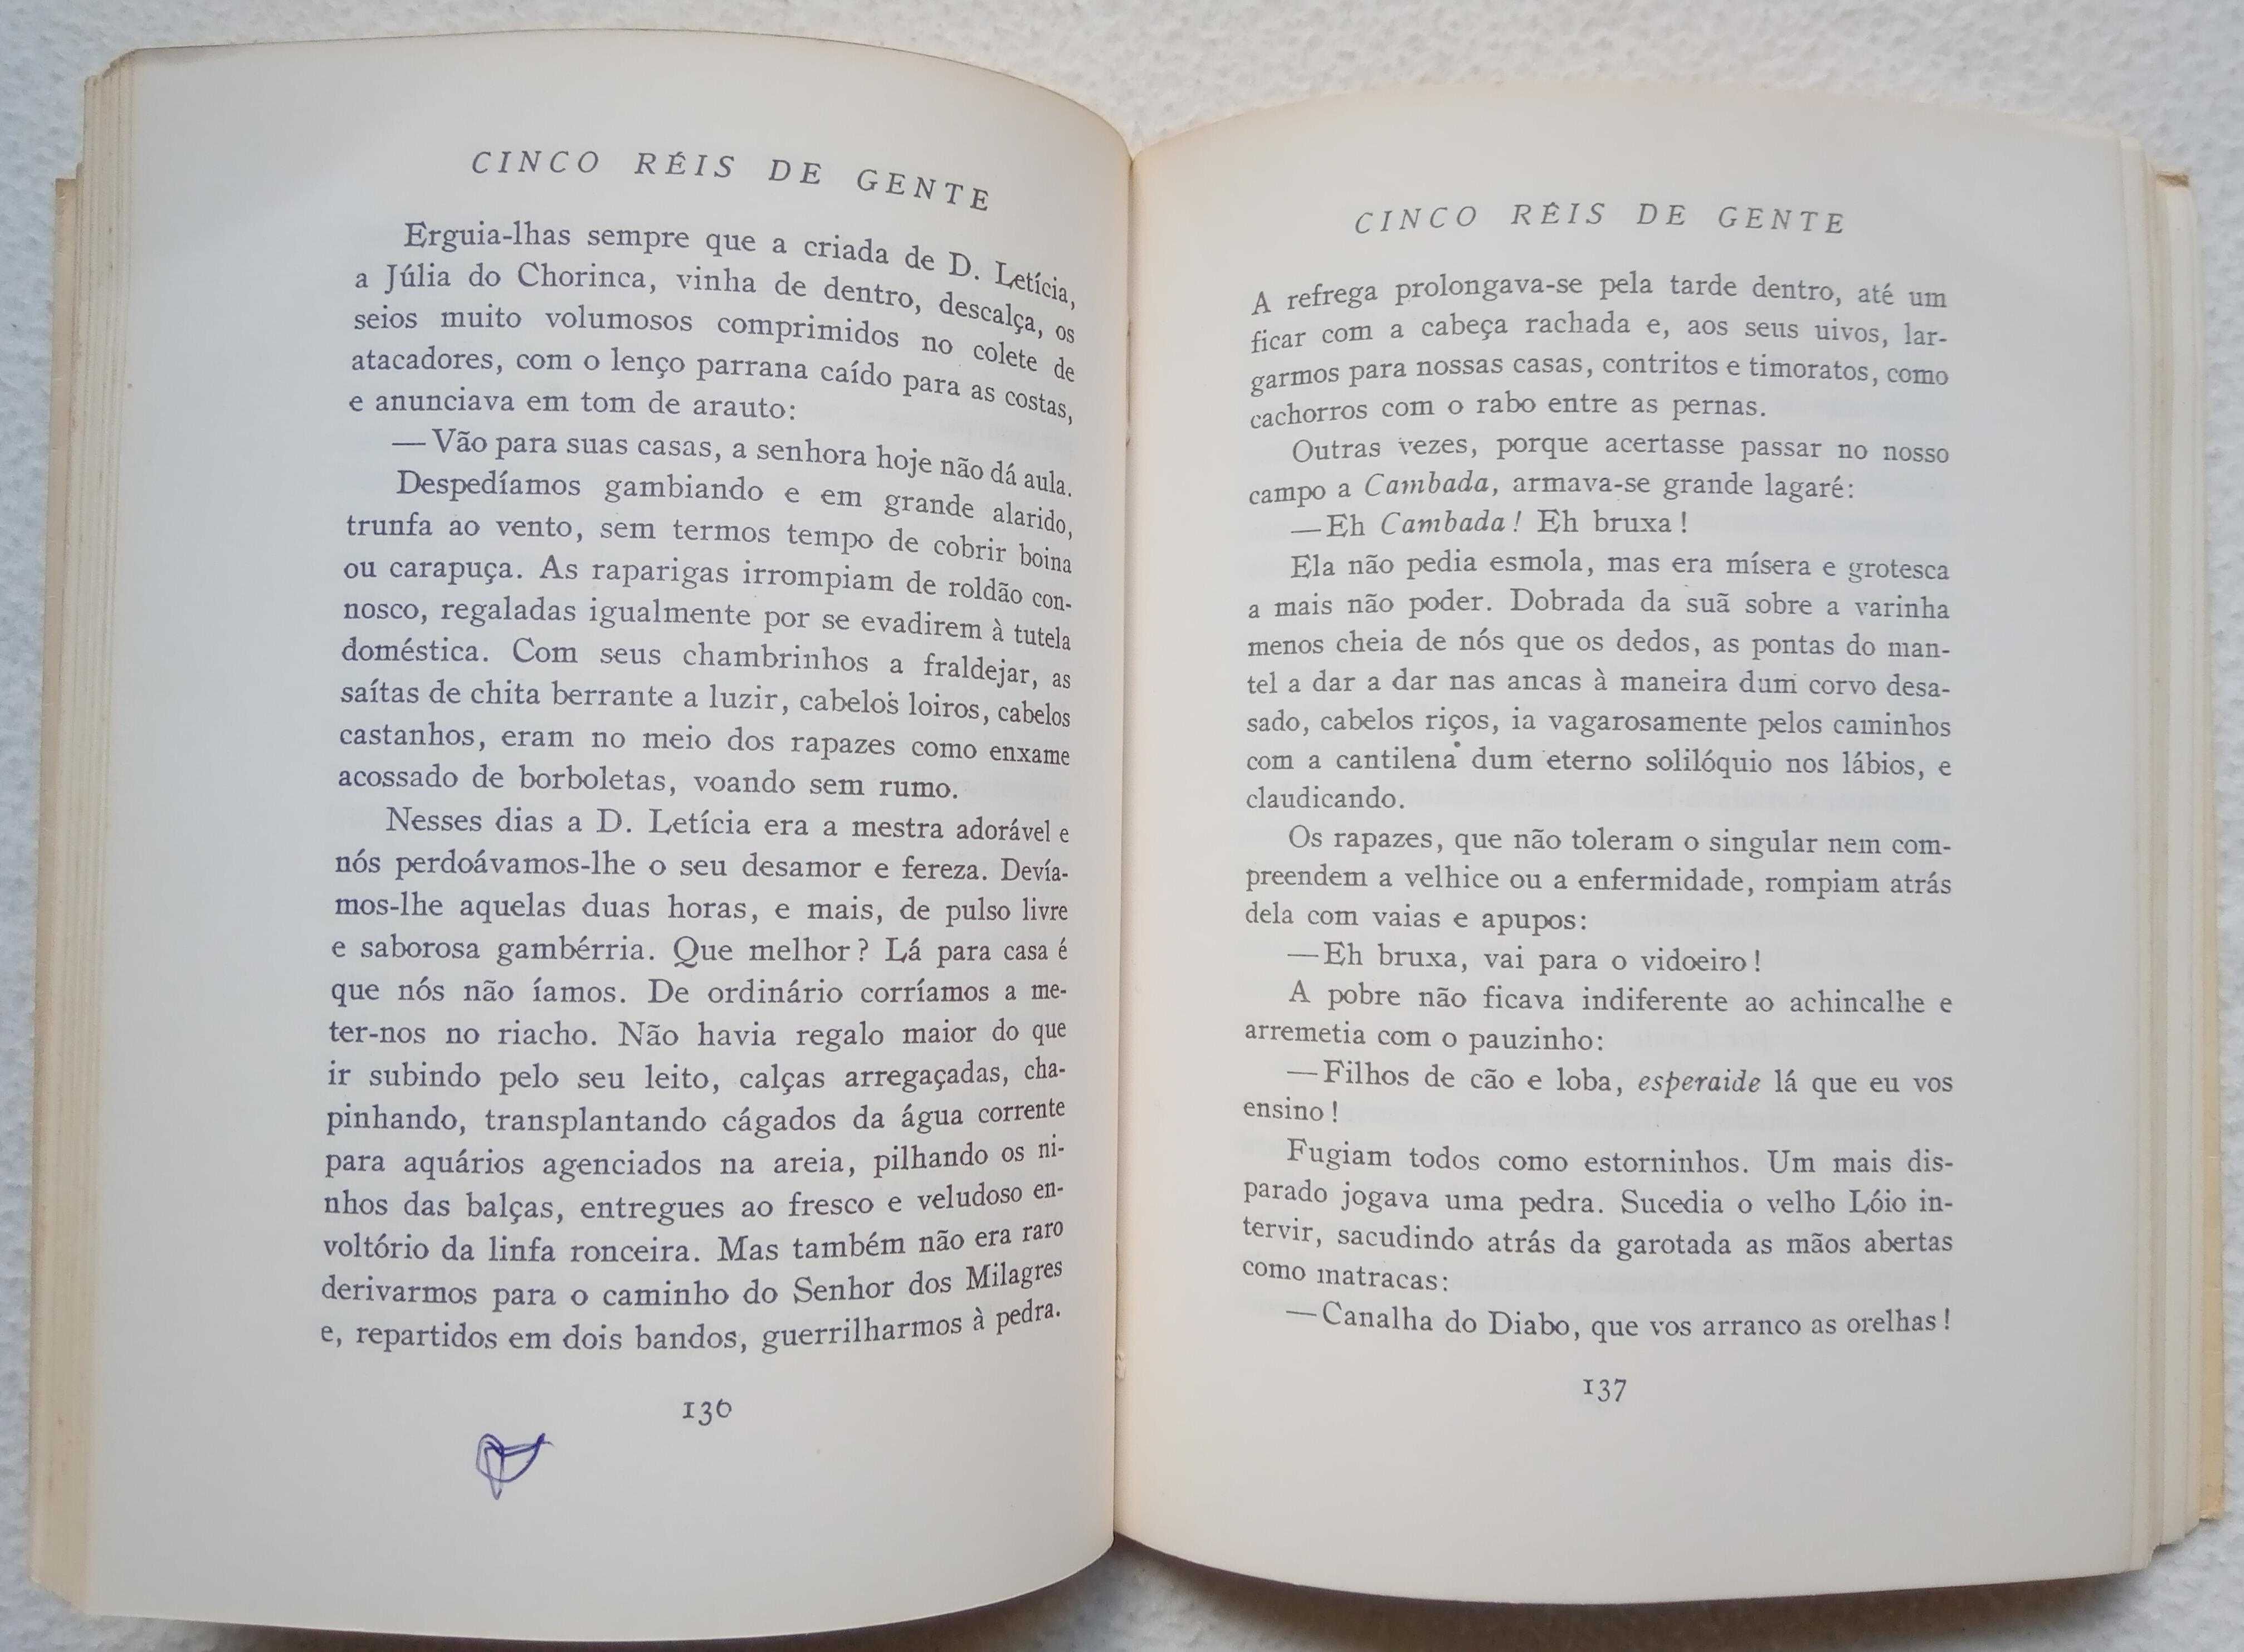 CINCO RÉIS DE GENTE
Erguia-lhas sempre que a criada de D. Letícia,
a Júlia do Chorinca, vinha de dentro, descalça, os
seios muito volumosos comprimidos no colete de
atacadores, com o lenço parrana caído para as costas,
e anunciava em tom de arauto:
— Vão para suas casas, a senhora hoje não dá aula.
Despedíamos gambiando e em grande alarido,
trunfa ao vento, sem termos tempo de cobrir boina
ou carapuça. As raparigas irrompiam de roldão con-
nosco, regaladas igualmente por se evadirem à tutela
doméstica. Com seus chambrinhos a fraldejar, as
saítas de chita berrante a luzir, cabelos loiros, cabelos
castanhos, eram no meio dos rapazes como enxame
acossado de borboletas, voando sem rumo.
Nesses dias a D. Letícia era a mestra adorável e
nós perdoávamos-lhe o seu desamor e fereza. Devía-
mos-lhe aquelas duas horas, e mais, de pulso livre
e saborosa gambérria. Que melhor? Lá para casa é
que nós não íamos. De ordinário corríamos a me-
ter-nos no riacho. Não havia regalo maior do que
ir subindo pelo seu leito, calças arregaçadas, cha-
pinhando, transplantando cágados da água corrente
para aquários agenciados na areia, pilhando os ni-
nhos das balças, entregues ao fresco e veludoso en-
voltório da linfa ronceira. Mas também não era raro
derivarmos para o caminho do Senhor dos Milagres
e, repartidos em dois bandos, guerrilharmos à pedra.
136
CINCO RÉIS DE GENTE
A refrega prolongava-se pela tarde dentro, até um
ficar com a cabeça rachada e, aos seus uivos, lar-
garmos para nossas casas, contritos e timoratos, como
cachorros com o rabo entre as pernas.
Outras vezes, porque acertasse passar no nosso
campo a Cambada, armava-se grande lagaré:
— Eh Cambada! Eh bruxa!
Ela não pedia esmola, mas era mísera e grotesca
a mais não poder. Dobrada da suã sobre a varinha
menos cheia de nós que os dedos, as pontas do man-
tel a dar a dar nas ancas à maneira dum corvo desa-
sado, cabelos riços, ia vagarosamente pelos caminhos
com a cantilena dum eterno solilóquio nos lábios, e
claudicando.
Os rapazes, que não toleram o singular nem com-
preendem a velhice ou a enfermidade, rompiam atrás
dela com vaias e apupos:
— Eh bruxa, vai para o vidoeiro!
A pobre não ficava indiferente ao achincalhe e
arremetia com o pauzinho:
— Filhos de cão e loba, esperaide lá que eu vos
ensino!
Fugiam todos como estorninhos. Um mais dis-
parado jogava uma pedra. Sucedia o velho Lóio in-
tervir, sacudindo atrás da garotada as mãos abertas
como matracas:
— Canalha do Diabo, que vos arranco as orelhas!
137